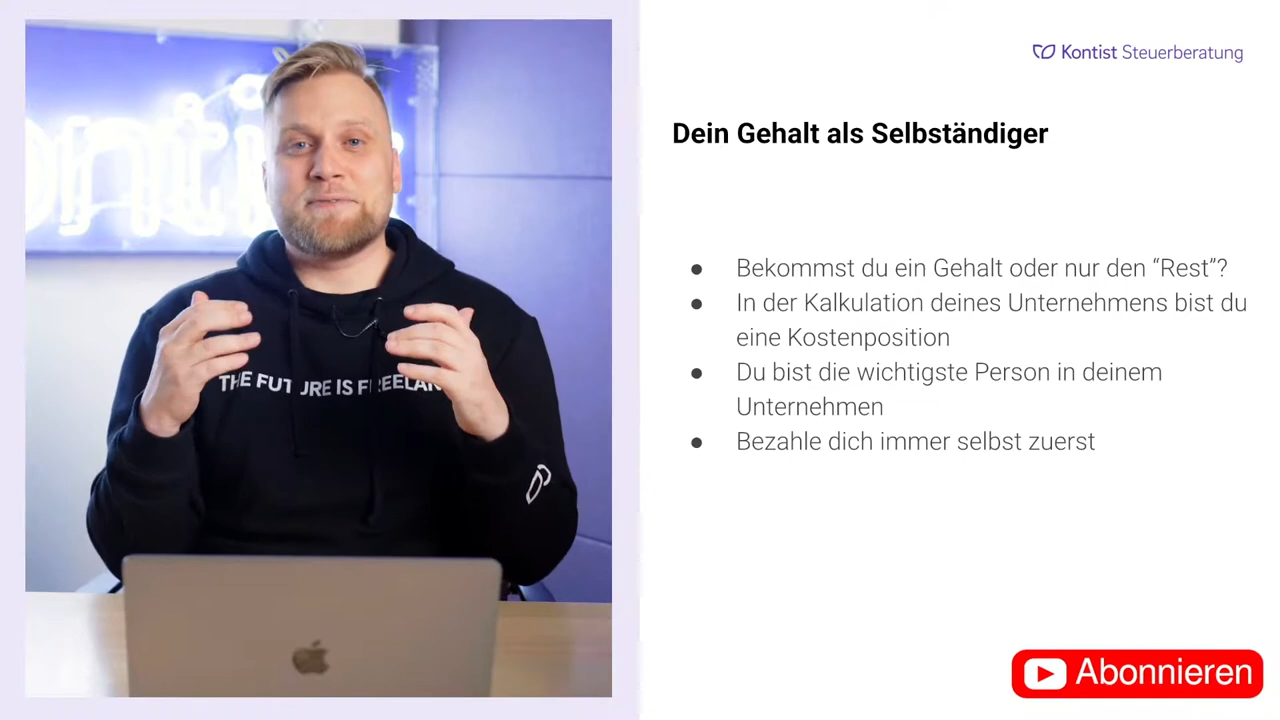 Kontist Steuerberatung
Dein Gehalt als Selbständiger
● Bekommst du ein Gehalt oder nur den “Rest”?
● In der Kalkulation deines Unternehmens bist du
eine Kostenposition
● Du bist die wichtigste Person in deinem
Unternehmen
● Bezahle dich immer selbst zuerst
THE FUTURE IS
Abonnieren